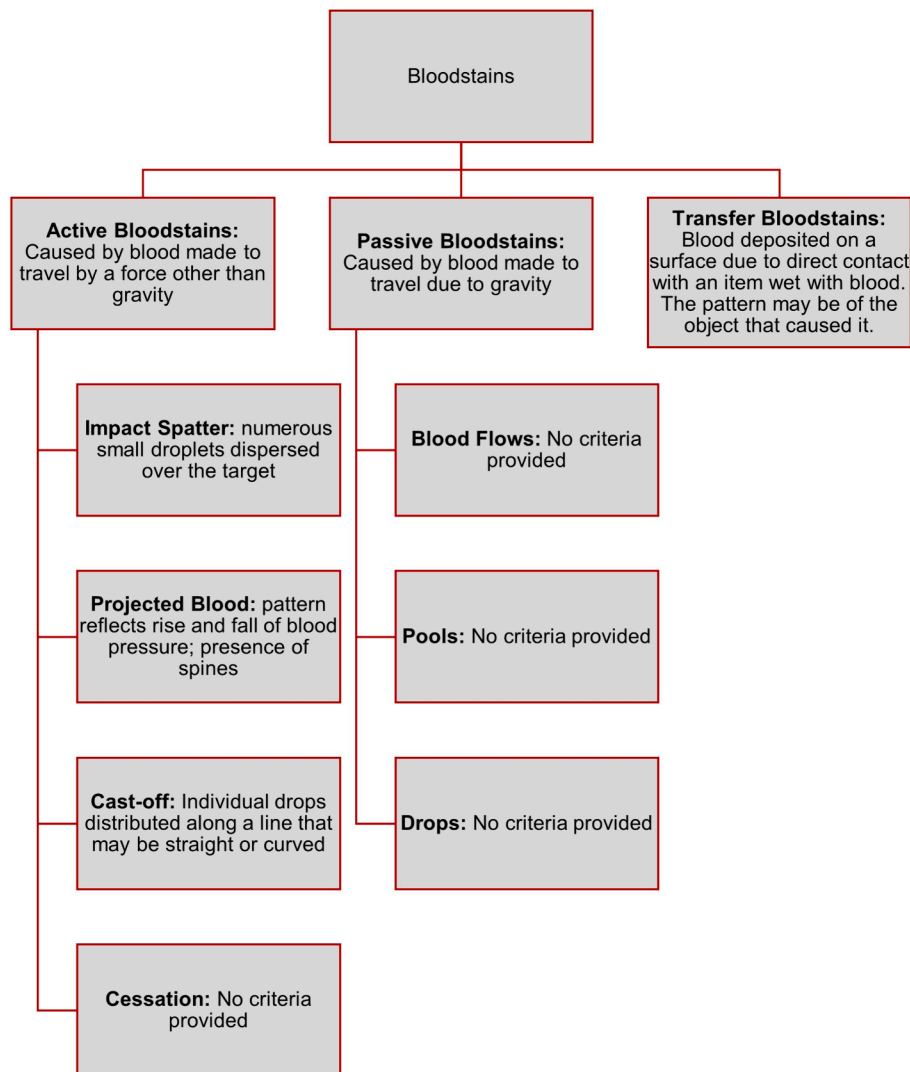 Bloodstains
Active Bloodstains:
Caused by blood made to
travel by a force other than
gravity
Passive Bloodstains:
Caused by blood made to
travel due to gravity
Transfer Bloodstains:
Blood deposited on a
surface due to direct contact
with an item wet with blood.
The pattern may be of the
object that caused it.
Impact Spatter: numerous
small droplets dispersed
over the target
Blood Flows: No criteria
provided
Projected Blood: pattern
reflects rise and fall of blood
pressure; presence of
spines
Pools: No criteria provided
Cast-off: Individual drops
distributed along a line that
may be straight or curved
Drops: No criteria provided
Cessation: No criteria
provided